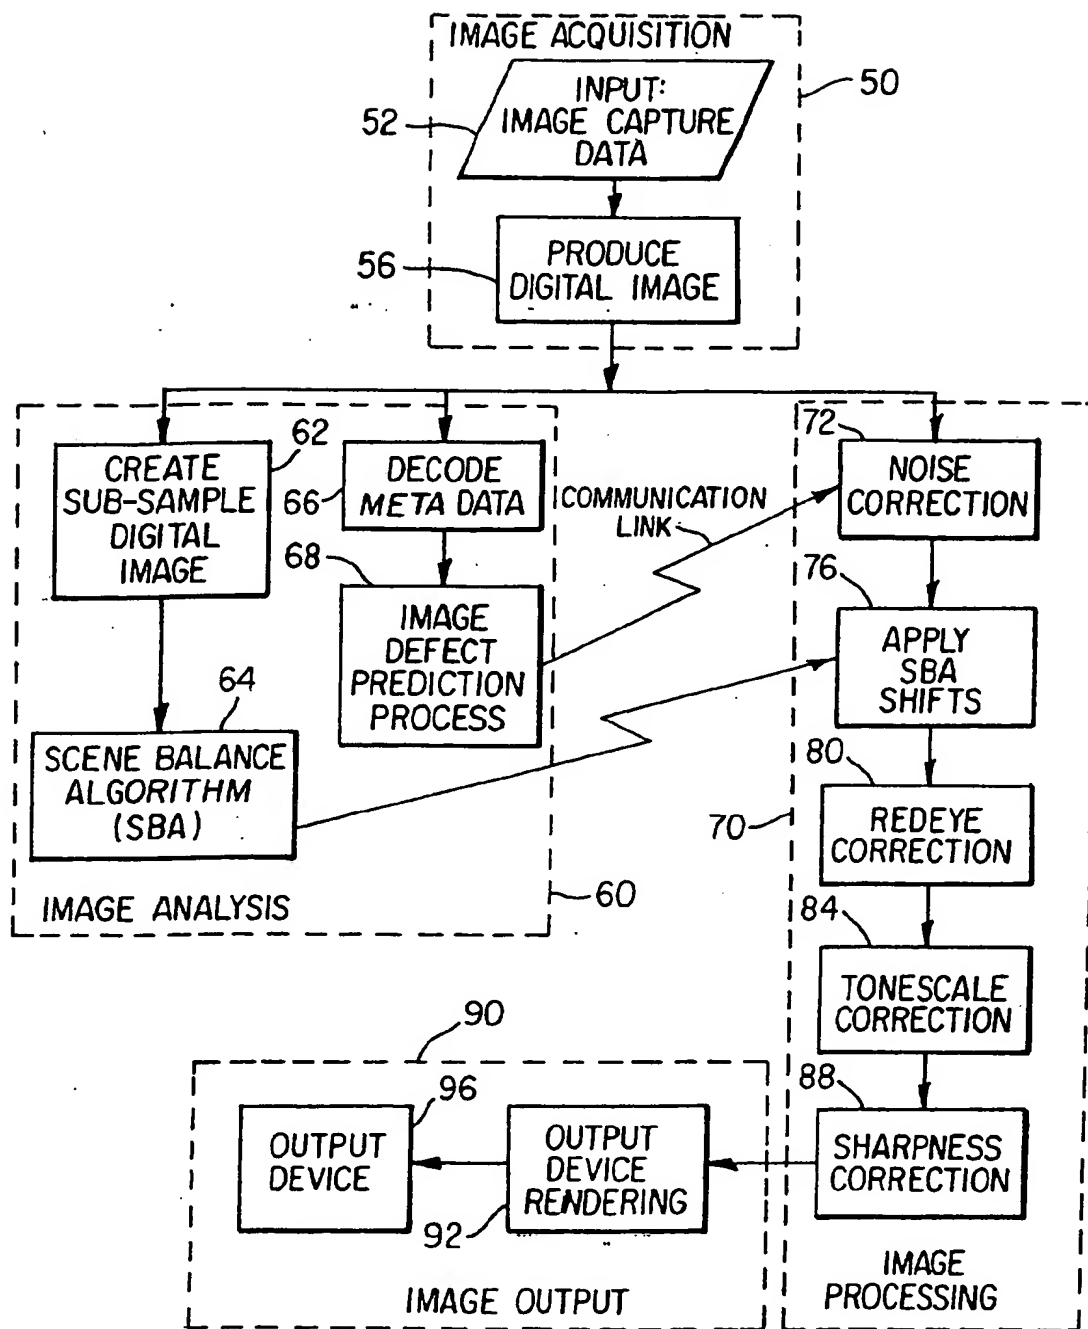 IMAGE ACQUISITION
50
INPUT:
IMAGE CAPTURE
DATA
52
PRODUCE
DIGITAL IMAGE
56
62
CREATE
SUB-SAMPLE
DIGITAL
IMAGE
DECODE
META DATA
66
68
IMAGE
DEFECT
PREDICTION
PROCESS
64
SCENE BALANCE
ALGORITHM
(SBA)
IMAGE ANALYSIS
60
COMMUNICATION
LINK
72
NOISE
CORRECTION
76
APPLY
SBA
SHIFTS
80
REDEYE
CORRECTION
70
84
TONESCALE
CORRECTION
88
SHARPNESS
CORRECTION
IMAGE
PROCESSING
90
96
OUTPUT
DEVICE
OUTPUT
DEVICE
RENDERING
92
IMAGE OUTPUT